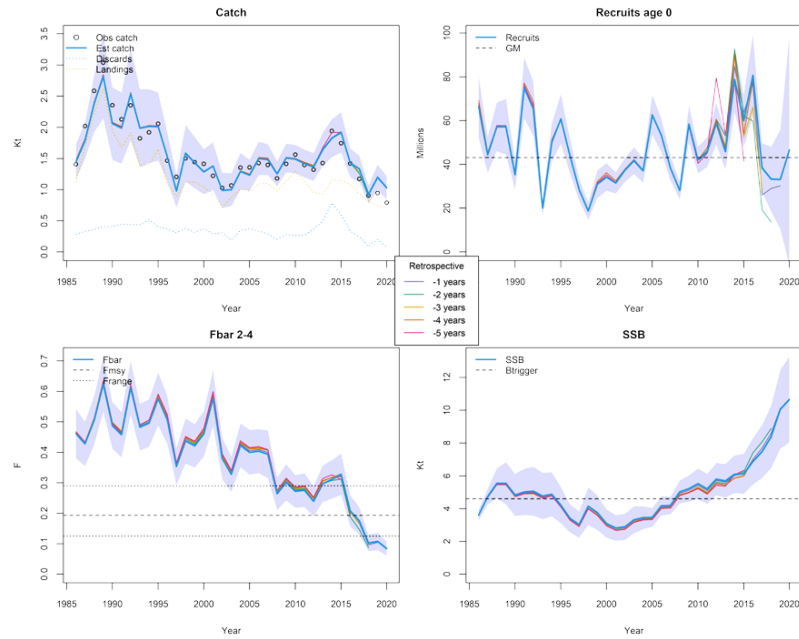 Catch
Obs catch
Est catch
Discards
Landings
Kt
0.0 0.5 1.0 1.5 2.0 2.5 3.0 3.5
1985 1990 1995 2000 2005 2010 2015 2020
Year
Recruits age 0
Recruits
GM
Millions
0 20 40 60 80 100
1990 1995 2000 2005 2010 2015 2020
Year
Retrospective
-1 years
-2 years
-3 years
-4 years
-5 years
Fbar 2-4
Fbar
Fmsy
Frange
F
0.0 0.1 0.2 0.3 0.4 0.5 0.6 0.7
1985 1990 1995 2000 2005 2010 2015 2020
Year
SSB
SSB
Btrigger
Kt
0 2 4 6 8 10 12
1985 1990 1995 2000 2005 2010 2015 2020
Year